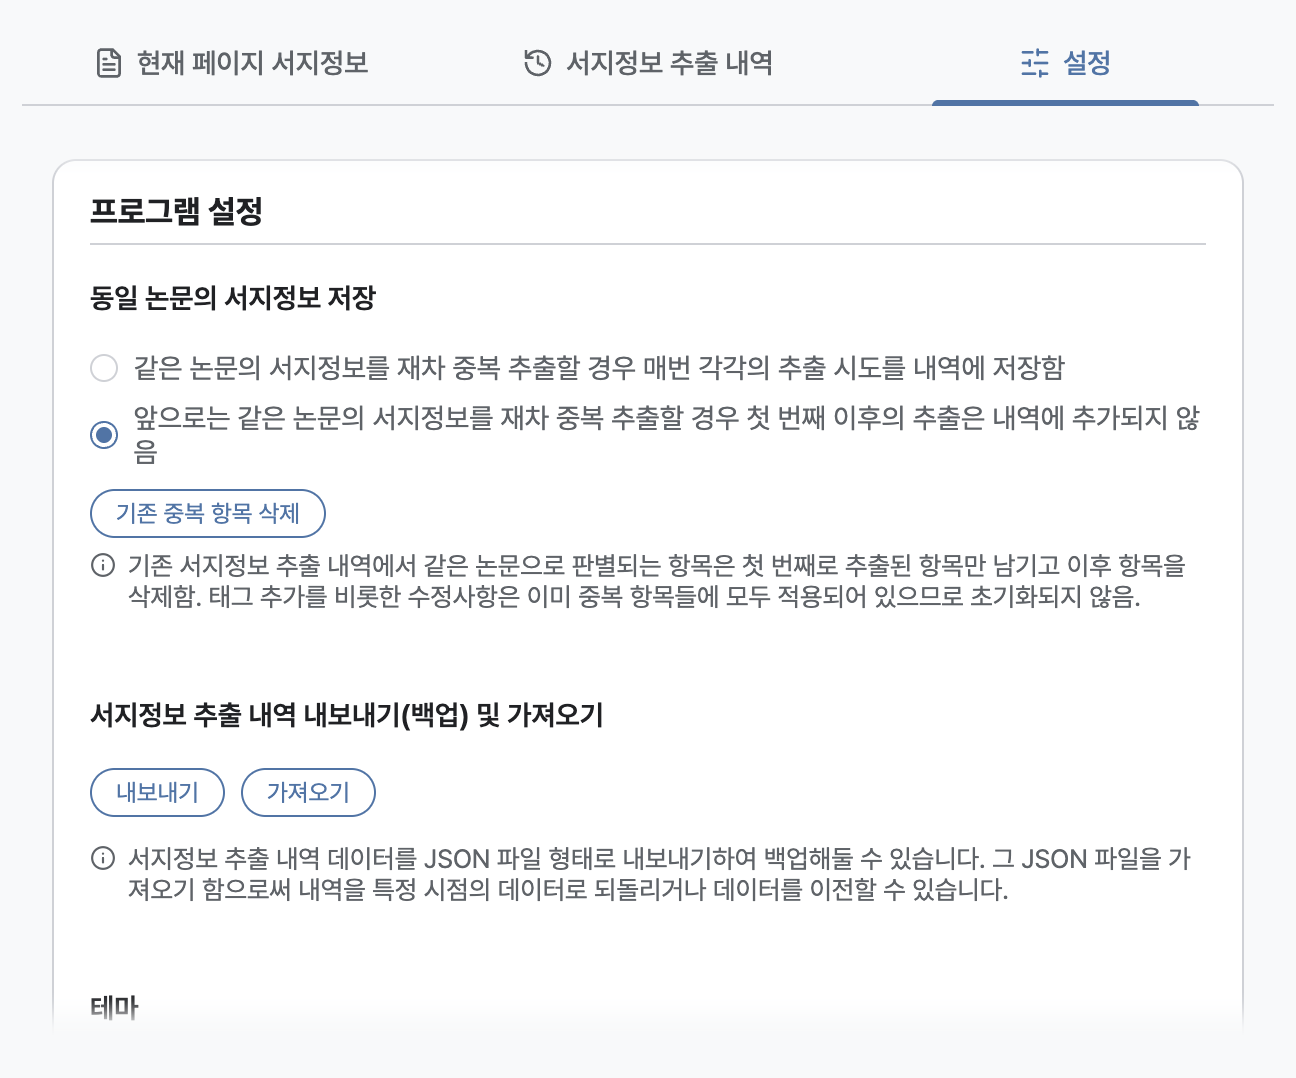 현재 페이지 서지정보
서지정보 추출 내역
설정
프로그램 설정
동일 논문의 서지정보 저장
같은 논문의 서지정보를 재차 중복 추출할 경우 매번 각각의 추출 시도를 내역에 저장함
앞으로는 같은 논문의 서지정보를 재차 중복 추출할 경우 첫 번째 이후의 추출은 내역에 추가되지 않
음
기존 중복 항목 삭제
기존 서지정보 추출 내역에서 같은 논문으로 판별되는 항목은 첫 번째로 추출된 항목만 남기고 이후 항목을
삭제함. 태그 추가를 비롯한 수정사항은 이미 중복 항목들에 모두 적용되어 있으므로 초기화되지 않음.
서지정보 추출 내역 내보내기(백업) 및 가져오기
내보내기
가져오기
서지정보 추출 내역 데이터를 JSON 파일 형태로 내보내기하여 백업해둘 수 있습니다. 그 JSON 파일을 가
져오기 함으로써 내역을 특정 시점의 데이터로 되돌리거나 데이터를 이전할 수 있습니다.
테마